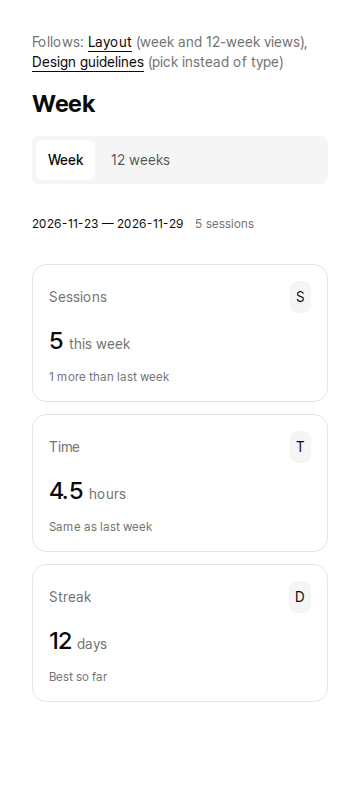 Follows: Layout (week and 12-week views),
Design guidelines (pick instead of type)
Week
Week 12 weeks
2026-11-23 — 2026-11-29 5 sessions
Sessions S
5 this week
1 more than last week
Time T
4.5 hours
Same as last week
Streak D
12 days
Best so far